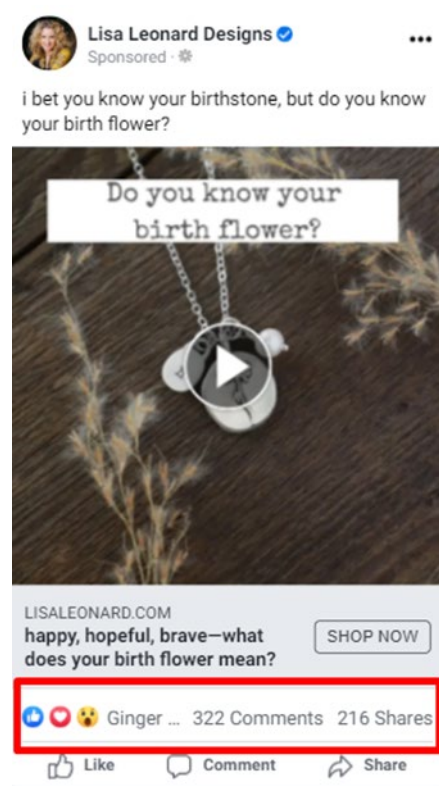 Lisa Leonard Designs
Sponsored ·
i bet you know your birthstone, but do you know
your birth flower?
Do you know your
birth flower?
LISALEONARD.COM
happy, hopeful, brave—what
does your birth flower mean?
SHOP NOW
Ginger ... 322 Comments 216 Shares
Like Comment Share